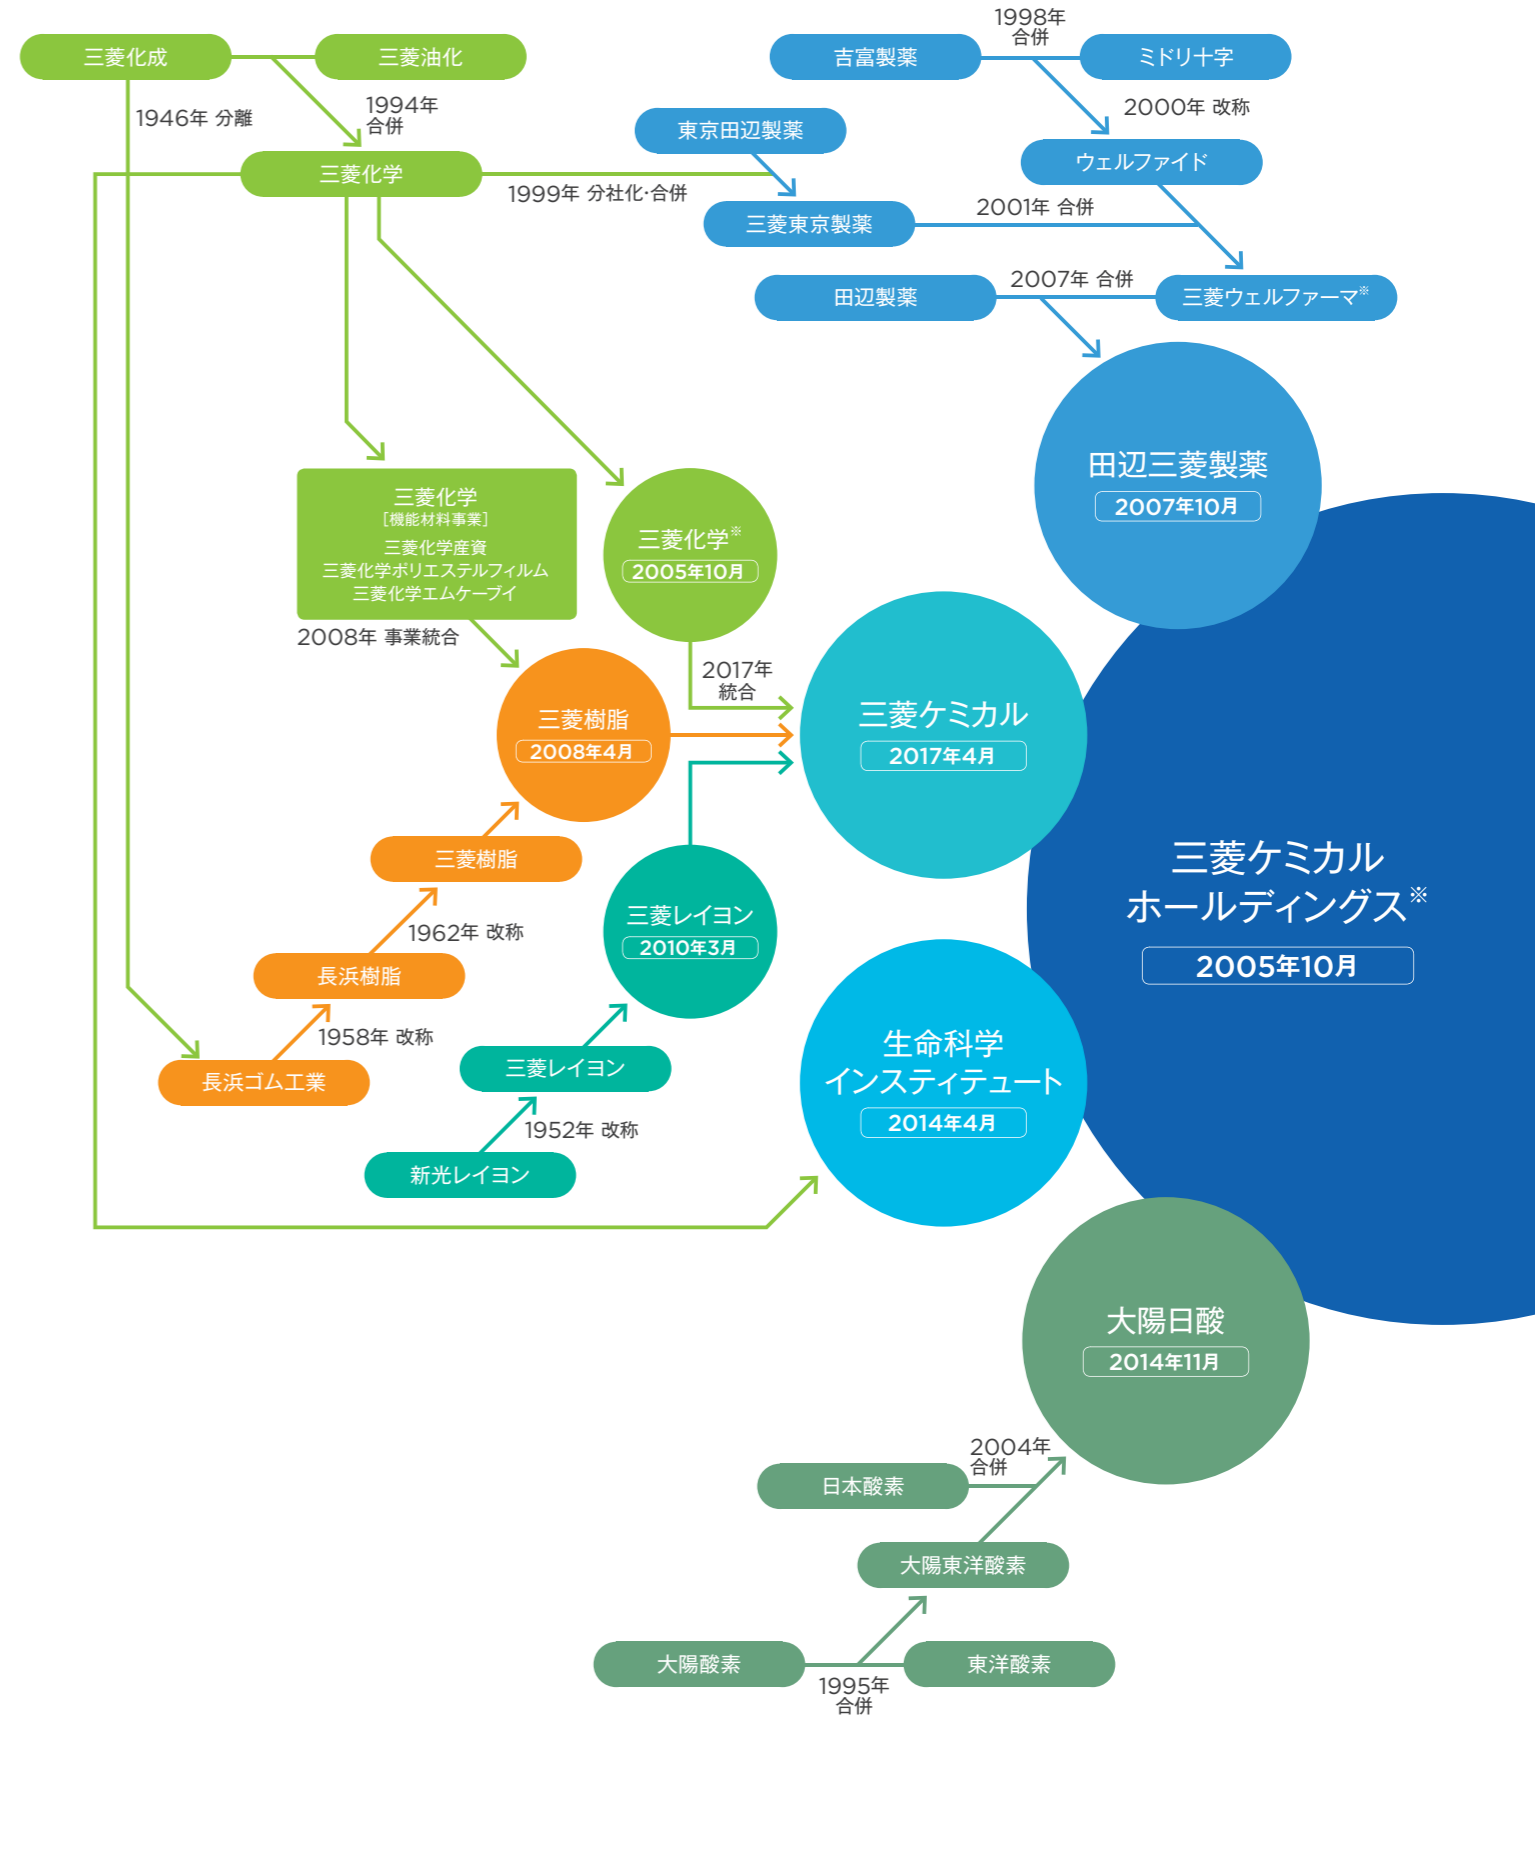 三菱化成
三菱油化
1946年 分離
1994年
合併
三菱化学
1999年 分社化・合併
東京田辺製薬
三菱東京製薬
吉富製薬
1998年
合併
ミドリ十字
2000年 改称
ウェルファイド
2001年 合併
田辺製薬
2007年 合併
三菱ウェルファーマ※
田辺三菱製薬
2007年10月
三菱化学
[機能材料事業]
三菱化学産資
三菱化学ポリエステルフィルム
三菱化学エムケーブイ
2008年 事業統合
三菱化学※
2005年10月
2017年
統合
三菱樹脂
2008年4月
三菱ケミカル
2017年4月
三菱樹脂
1962年 改称
長浜樹脂
1958年 改称
長浜ゴム工業
三菱レイヨン
2010年3月
三菱レイヨン
1952年 改称
新光レイヨン
三菱ケミカル
ホールディングス※
2005年10月
生命科学
インスティテュート
2014年4月
大陽日酸
2014年11月
2004年
合併
日本酸素
大陽東洋酸素
大陽酸素
東洋酸素
1995年
合併